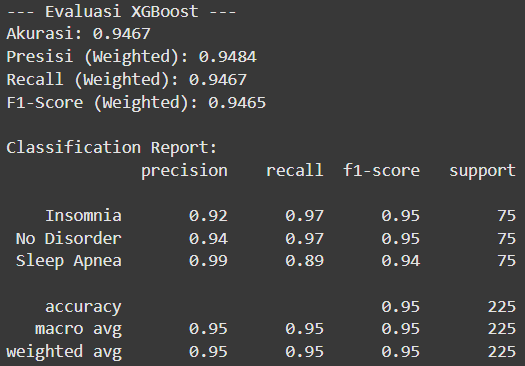 --- Evaluasi XGBoost ---
Akurasi: 0.9467
Presisi (Weighted): 0.9484
Recall (Weighted): 0.9467
F1-Score (Weighted): 0.9465

Classification Report:
              precision    recall  f1-score   support

    Insomnia       0.92      0.97      0.95        75
 No Disorder       0.94      0.97      0.95        75
 Sleep Apnea       0.99      0.89      0.94        75

    accuracy                           0.95       225
   macro avg       0.95      0.95      0.95       225
weighted avg       0.95      0.95      0.95       225